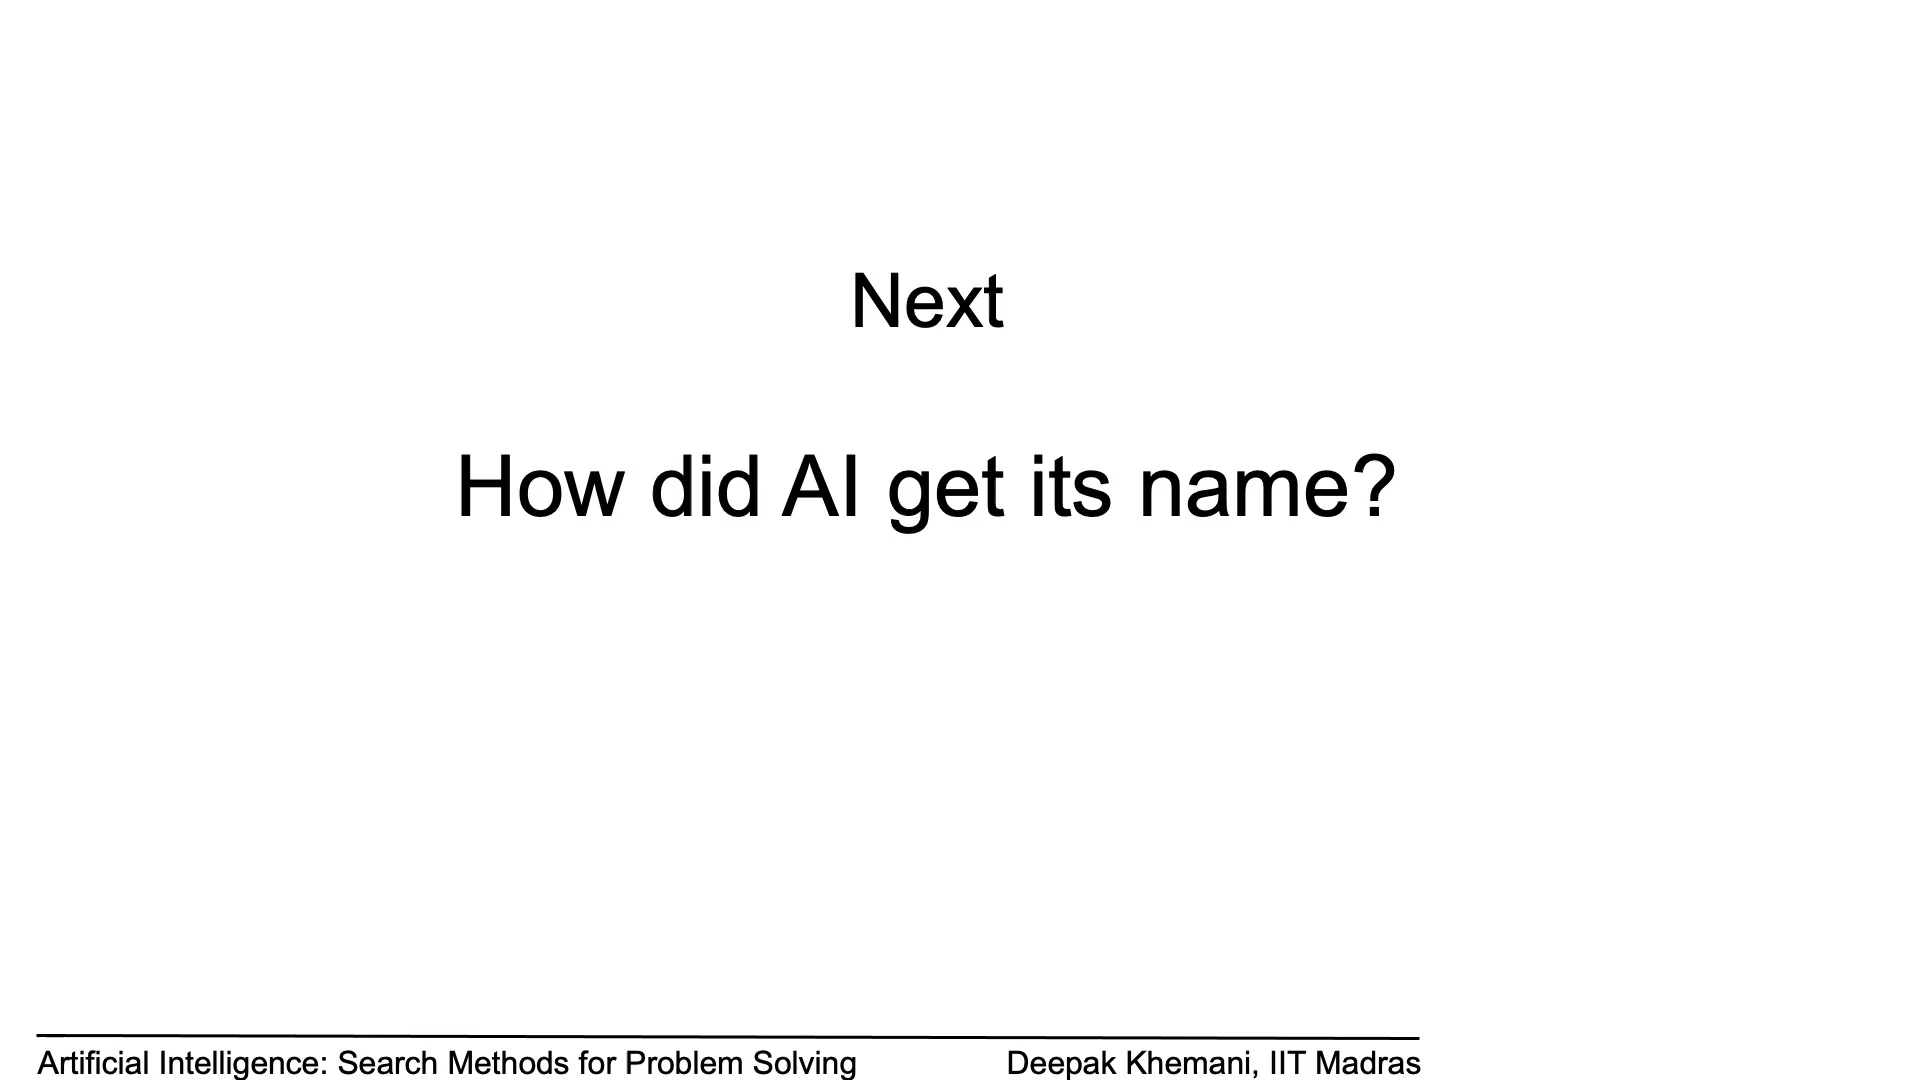 Next
How did AI get its name?
Artificial Intelligence: Search Methods for Problem Solving
Deepak Khemani, IIT Madras